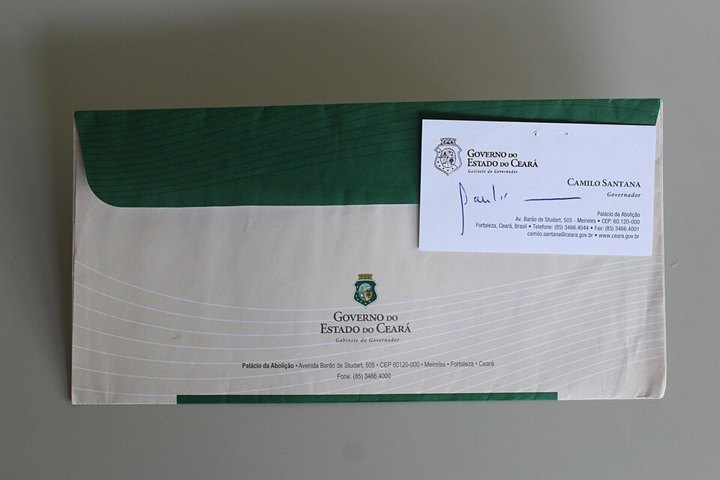 GOVERNO DO
ESTADO DO CEARÁ
Gabinete do Governador
CAMILO SANTANA
Governador
Palácio da Abolição
Av. Barão de Studart, 505 - Meireles • CEP: 60.120-000
Fortaleza, Ceará, Brasil • Telefone: (85) 3466.4044 • Fax: (85) 3466.4001
camilo.santana@ceara.gov.br • www.ceara.gov.br
GOVERNO DO
ESTADO DO CEARÁ
Gabinete do Governador
Palácio da Abolição • Avenida Barão de Studart, 505 • CEP 60120-000 • Meireles • Fortaleza • Ceará
Fone: (85) 3466.4000